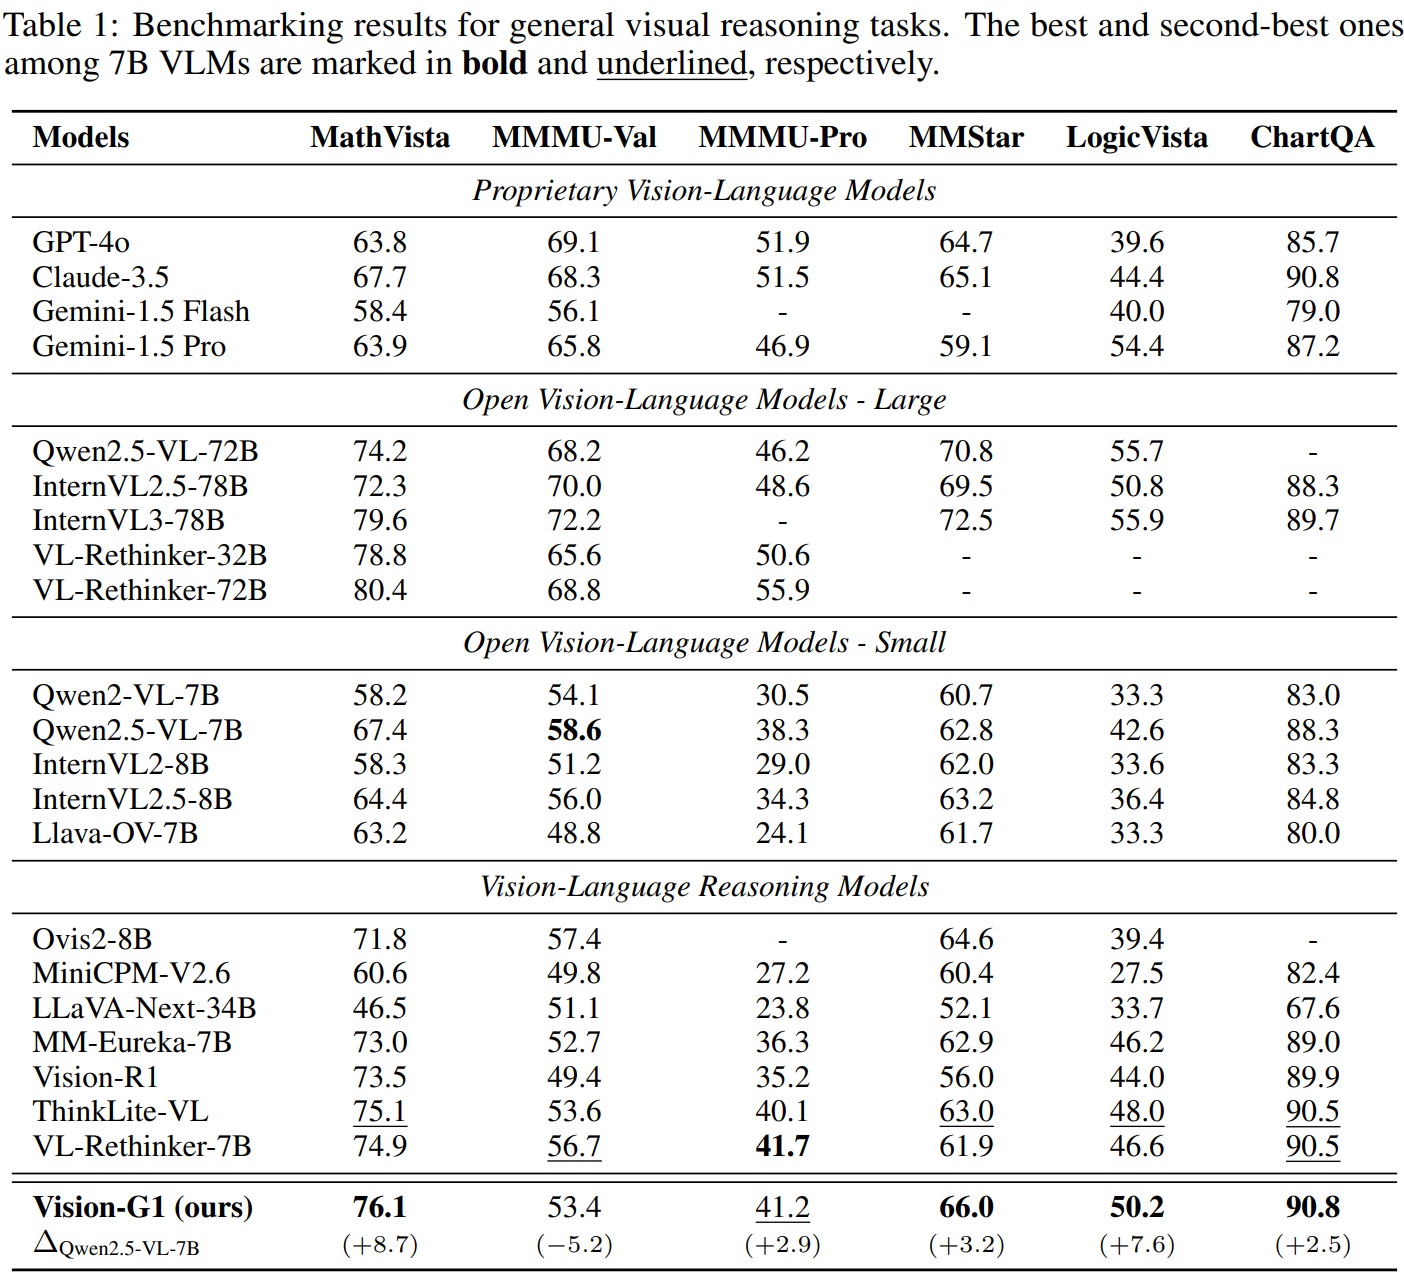 Table 1: Benchmarking results for general visual reasoning tasks. The best and second-best ones
among 7B VLMs are marked in bold and underlined, respectively.
Models MathVista MMMU-Val MMMU-Pro MMStar LogicVista ChartQA
Proprietary Vision-Language Models
GPT-4o 63.8 69.1 51.9 64.7 39.6 85.7
Claude-3.5 67.7 68.3 51.5 65.1 44.4 90.8
Gemini-1.5 Flash 58.4 56.1 - - 40.0 79.0
Gemini-1.5 Pro 63.9 65.8 46.9 59.1 54.4 87.2
Open Vision-Language Models - Large
Qwen2.5-VL-72B 74.2 68.2 46.2 70.8 55.7 -
InternVL2.5-78B 72.3 70.0 48.6 69.5 50.8 88.3
InternVL3-78B 79.6 72.2 - 72.5 55.9 89.7
VL-Rethinker-32B 78.8 65.6 50.6 - - -
VL-Rethinker-72B 80.4 68.8 55.9 - - -
Open Vision-Language Models - Small
Qwen2-VL-7B 58.2 54.1 30.5 60.7 33.3 83.0
Qwen2.5-VL-7B 67.4 58.6 38.3 62.8 42.6 88.3
InternVL2-8B 58.3 51.2 29.0 62.0 33.6 83.3
InternVL2.5-8B 64.4 56.0 34.3 63.2 36.4 84.8
Llava-OV-7B 63.2 48.8 24.1 61.7 33.3 80.0
Vision-Language Reasoning Models
Ovis2-8B 71.8 57.4 - 64.6 39.4 -
MiniCPM-V2.6 60.6 49.8 27.2 60.4 27.5 82.4
LLaVA-Next-34B 46.5 51.1 23.8 52.1 33.7 67.6
MM-Eureka-7B 73.0 52.7 36.3 62.9 46.2 89.0
Vision-R1 73.5 49.4 35.2 56.0 44.0 89.9
ThinkLite-VL 75.1 53.6 40.1 63.0 48.0 90.5
VL-Rethinker-7B 74.9 56.7 41.7 61.9 46.6 90.5
Vision-G1 (ours) 76.1 53.4 41.2 66.0 50.2 90.8
ΔQwen2.5-VL-7B (+8.7) (−5.2) (+2.9) (+3.2) (+7.6) (+2.5)